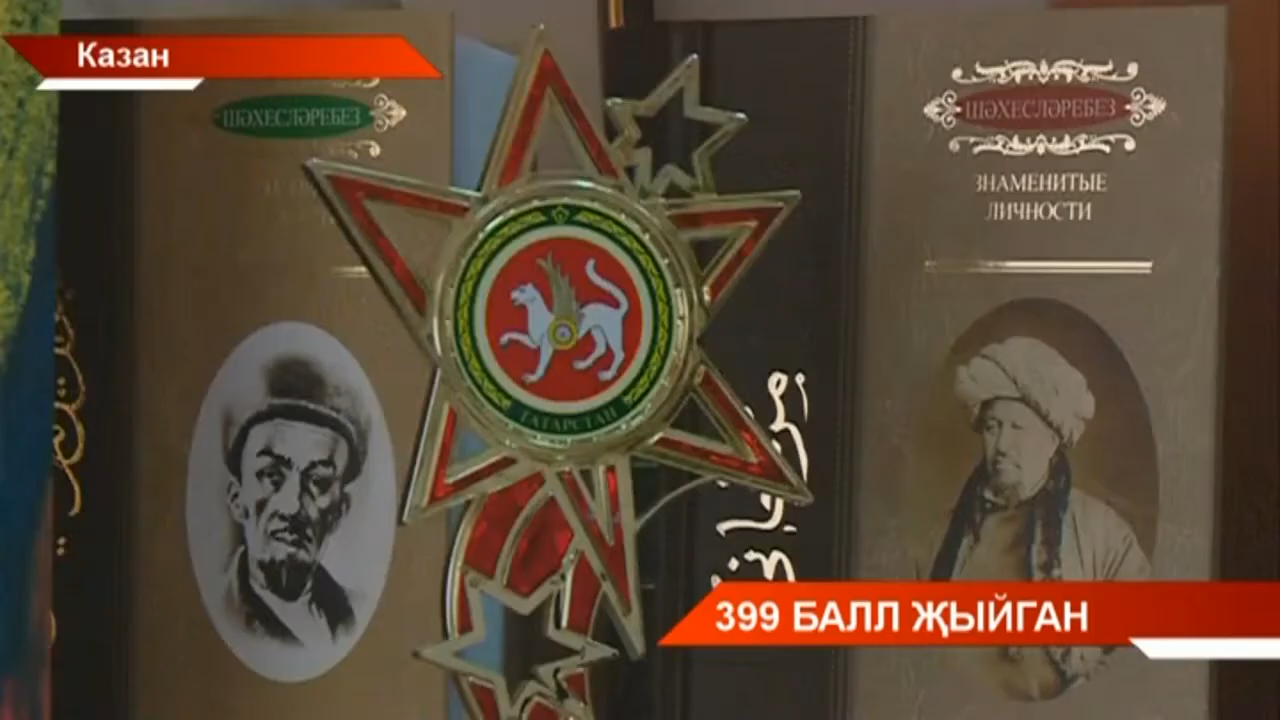 Казан
ШӘХЕСЛӘРЕБЕЗ
ШӘХЕСЛӘРЕБЕЗ
ЗНАМЕНИТЫЕ
ЛИЧНОСТИ
ТАТАРСТАН
399 БАЛЛ ҖЫЙГАН